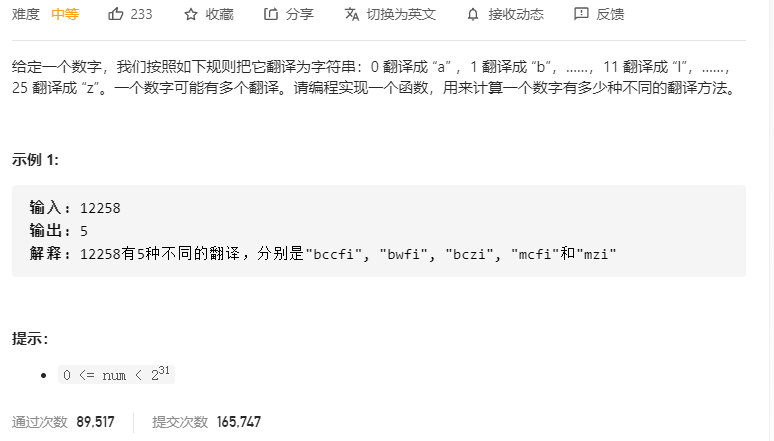 难度 中等 233 收藏 分享 切换为英文 接收动态 反馈
给定一个数字，我们按照如下规则把它翻译为字符串：0 翻译成 “a” ，1 翻译成 “b”，……，11 翻译成 “l”，……，
25 翻译成 “z”。一个数字可能有多个翻译。请编程实现一个函数，用来计算一个数字有多少种不同的翻译方法。
示例 1:
输入: 12258
输出: 5
解释: 12258有5种不同的翻译，分别是"bccfi", "bwfi", "bczi", "mcfi"和"mzi"
提示：
• 0 <= num < 2³¹
通过次数 89,517 提交次数 165,747